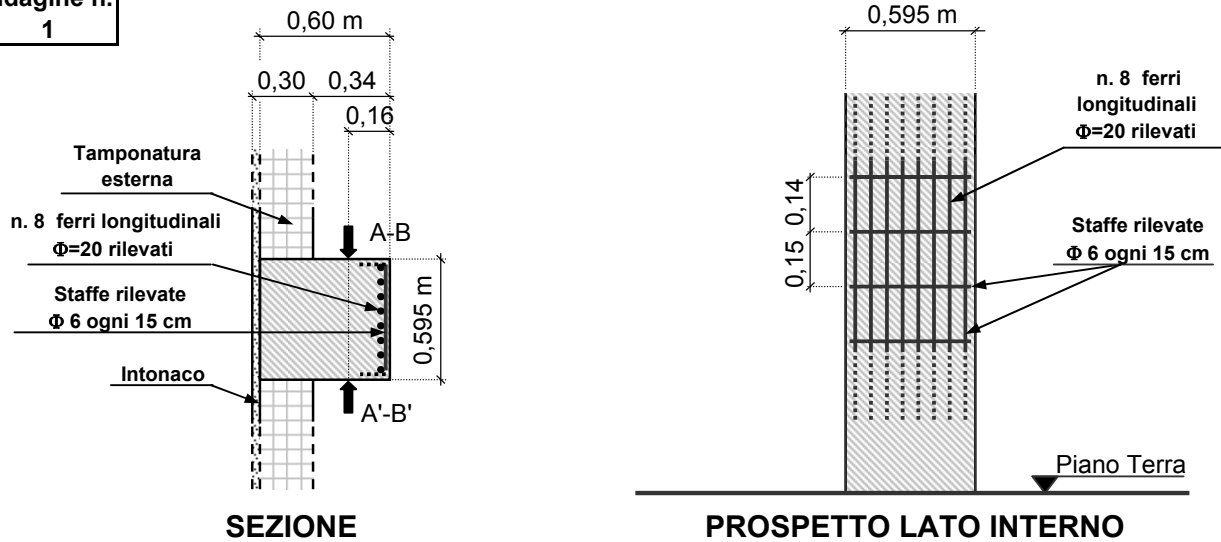 1
0,60 m
0,30
0,34
0,16
Tamponatura
esterna
n. 8 ferri longitudinali
Φ=20 rilevati
Staffe rilevate
Φ 6 ogni 15 cm
Intonaco
A-B
A'-B'
0,595 m
SEZIONE
0,595 m
n. 8 ferri
longitudinali
Φ=20 rilevati
0,14
0,15
Staffe rilevate
Φ 6 ogni 15 cm
Piano Terra
PROSPETTO LATO INTERNO